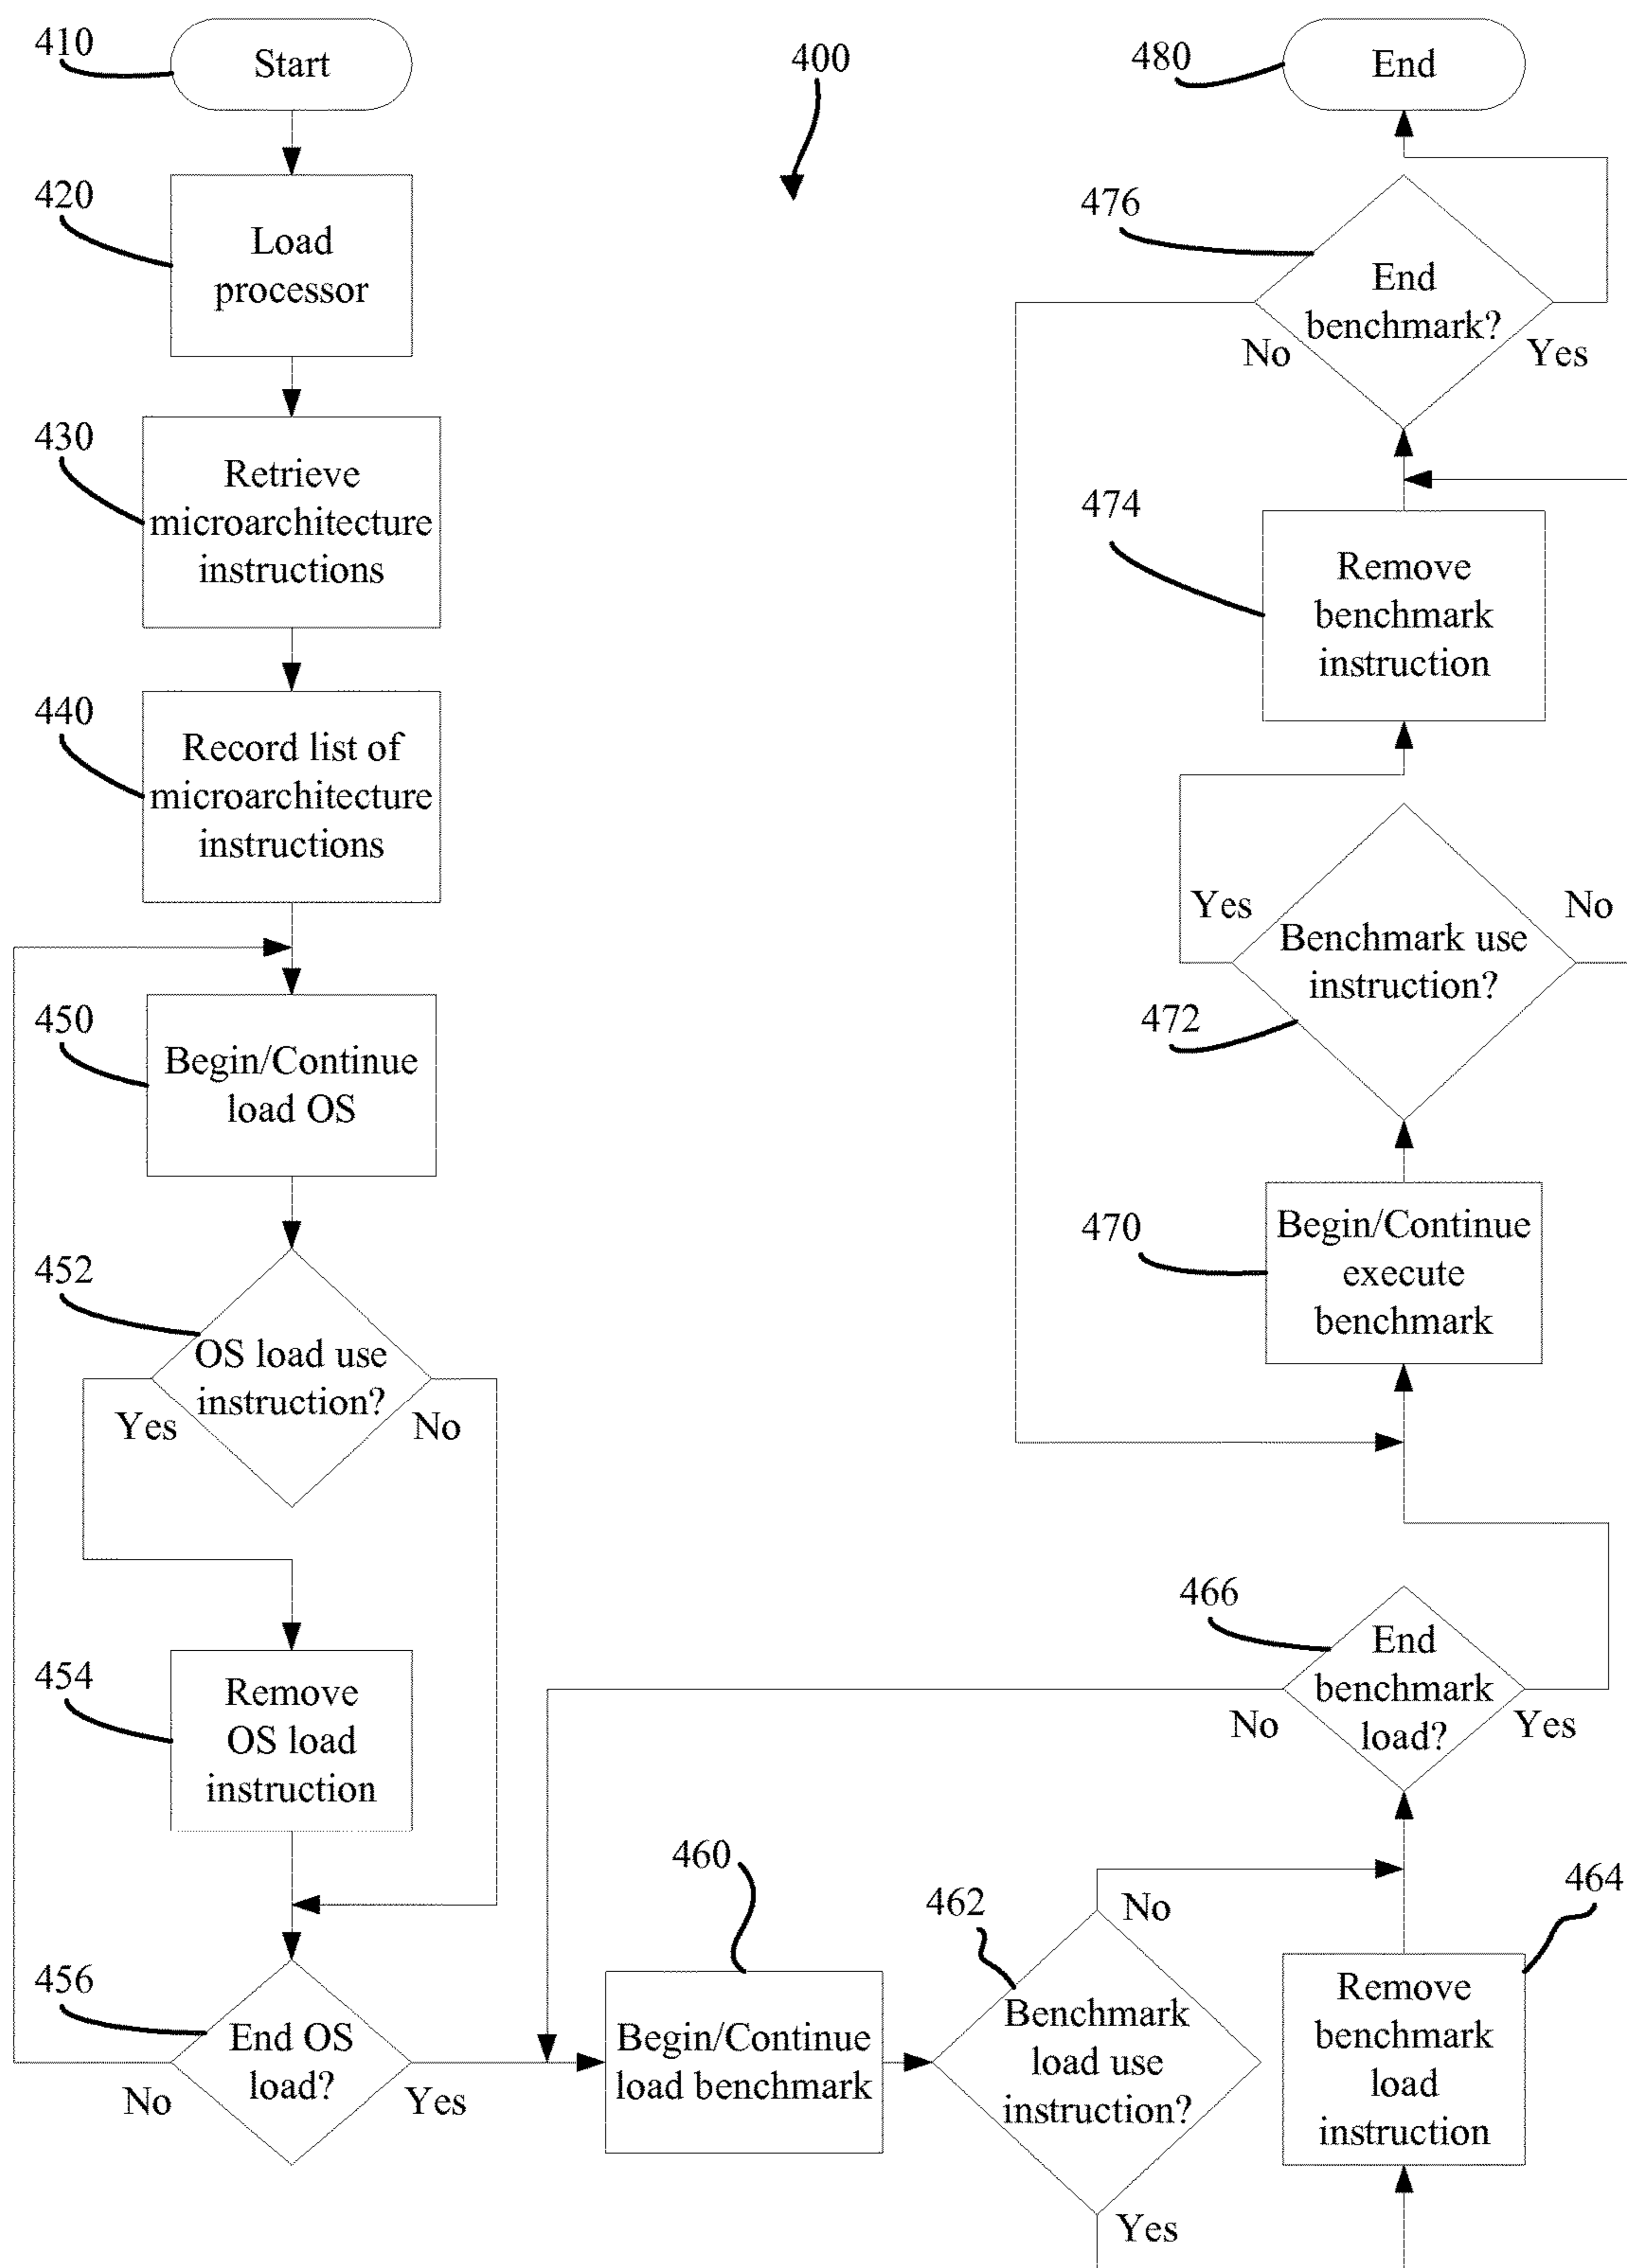 410
Start
400
480
End
420
Load
processor
476
End
benchmark?
No
Yes
430
Retrieve
microarchitecture
instructions
474
Remove
benchmark
instruction
440
Record list of
microarchitecture
instructions
Yes
No
Benchmark use
instruction?
472
450
Begin/Continue
load OS
470
Begin/Continue
execute
benchmark
452
OS load use
instruction?
Yes
No
466
End
benchmark
load?
No
Yes
454
Remove
OS load
instruction
460
462
No
464
456
End OS
load?
No
Yes
Begin/Continue
load benchmark
Benchmark
load use
instruction?
Yes
Remove
benchmark
load
instruction